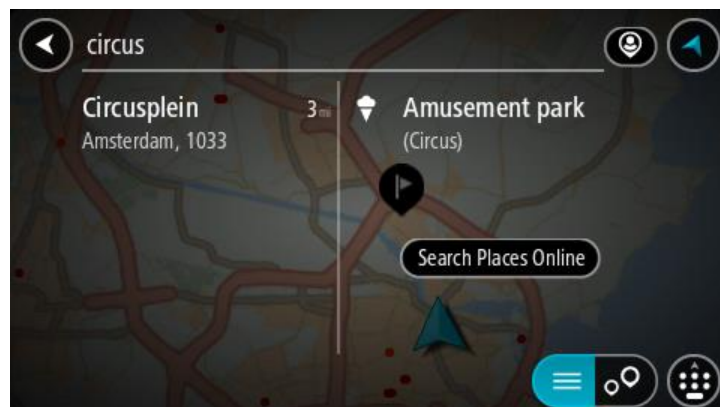 circus
Circusplein 3 mi
Amsterdam, 1033
Amusement park
(Circus)
Search Places Online